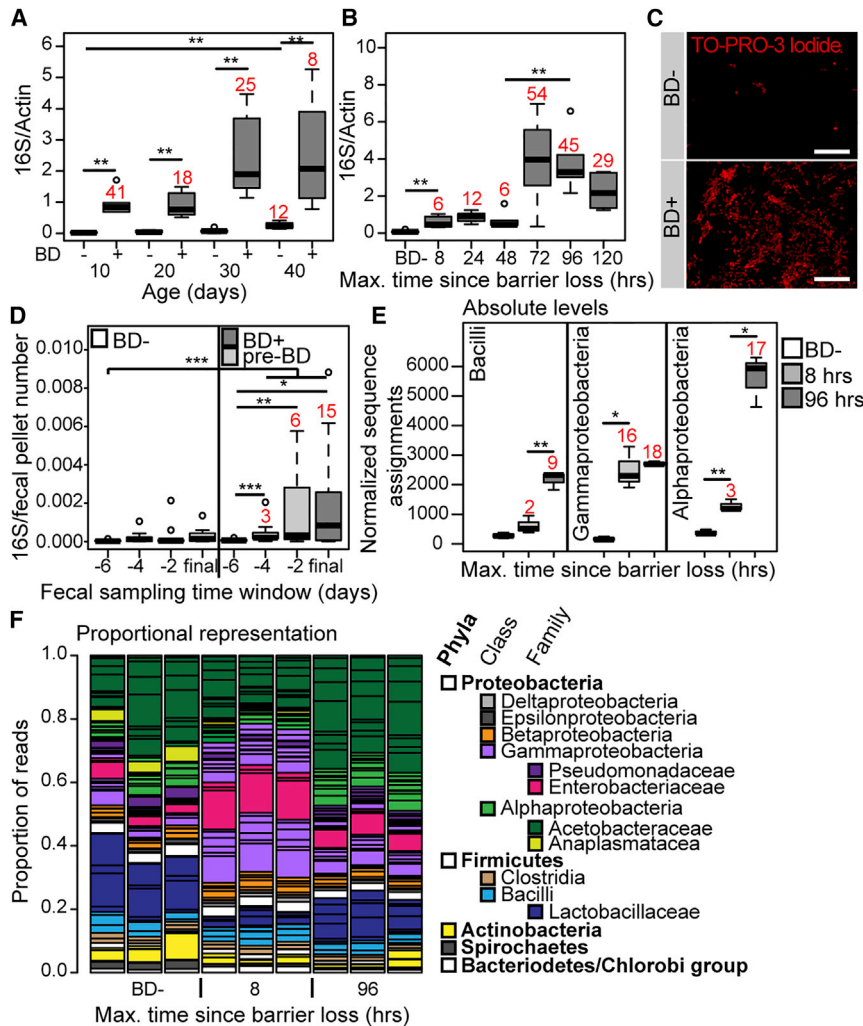 A
16S/Actin
6
5
4
3
2
1
0
**
**
**
**
**
41
18
25
12
8
BD - + - + - + - +
10 20 30 40
Age (days)
B
16S/Actin
10
8
6
4
2
0
**
**
6
12
6
54
45
29
BD- 8 24 48 72 96 120
Max. time since barrier loss (hrs)
C
TO-PRO-3 Iodide
BD-
BD+
D
16S/fecal pellet number
0.010
0.008
0.006
0.004
0.002
0.000
BD-
BD+
pre-BD
***
*
**
***
3
6
15
-6 -4 -2 final -6 -4 -2 final
Fecal sampling time window (days)
E
Absolute levels
Normalized sequence assignments
6000
5000
4000
3000
2000
1000
0
Bacilli
Gammaproteobacteria
Alphaproteobacteria
**
*
**
*
2
9
16
18
3
17
BD-
8 hrs
96 hrs
Max. time since barrier loss (hrs)
F
Proportional representation
Proportion of reads
1.0
0.8
0.6
0.4
0.2
0.0
BD- 8 96
Max. time since barrier loss (hrs)
Phyla
Class
Family
Proteobacteria
Deltaproteobacteria
Epsilonproteobacteria
Betaproteobacteria
Gammaproteobacteria
Pseudomonadaceae
Enterobacteriaceae
Alphaproteobacteria
Acetobacteraceae
Anaplasmatacea
Firmicutes
Clostridia
Bacilli
Lactobacillaceae
Actinobacteria
Spirochaetes
Bacteriodetes/Chlorobi group